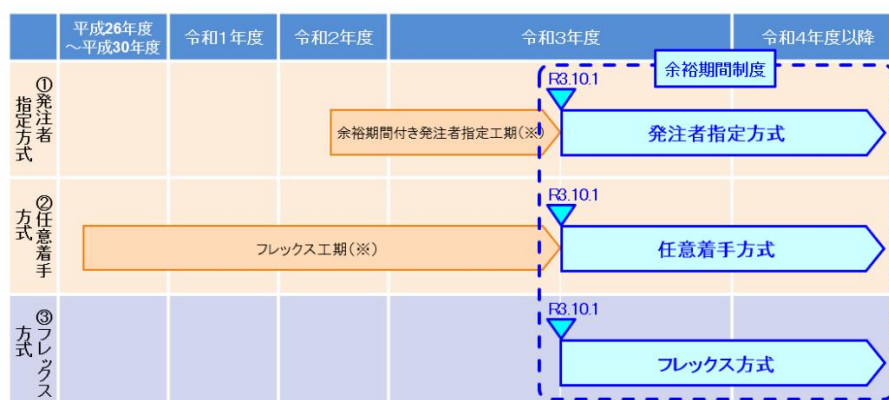 平成26年度
～平成30年度
令和1年度
令和2年度
令和3年度
令和4年度以降
余裕期間制度
①発注者
指定方式
R3.10.1
余裕期間付き発注者指定工期(※)
発注者指定方式
②任意着手
方式
R3.10.1
フレックス工期(※)
任意着手方式
③フレックス
方式
R3.10.1
フレックス方式